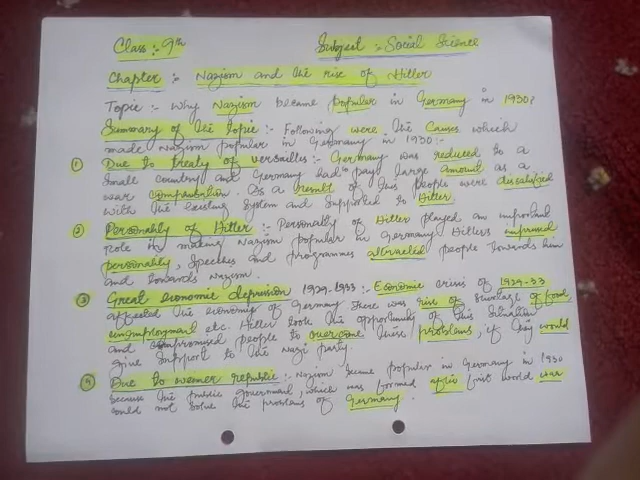 Class :- 9th Subject :- Social Science
Chapter :- Nazism and the rise of Hitler
Topic :- Why Nazism became popular in Germany in 1930?
Summary of the topic :- Following were the causes which
made Nazism popular in Germany in 1930 :-
① Due to treaty of versailles :- Germany was reduced to a
small country and Germany had pay large amount as a
war compensation. As a result of this people were dissatisfied
with the existing system and supported to Hitler.
② Personality of Hitler :- Personality of Hitler played an important
role in making Nazism popular in Germany Hitlers
personality, speeches and programmes attracted people towards him
and towards Nazism.
③ Great economic depression 1929-1933 :- Economic crisis of 1929-33
affected the economy of Germany there was rise of shortage of food,
unemployment etc. Hitler took the opportunity of this situation
and people to overcome these problems, if they would
give support to the Nazi party.
④ Due to weimer republic :- Nazism became popular in Germany in 1930
because the public government, which was formed after first world war
could not solve the problems of Germany.